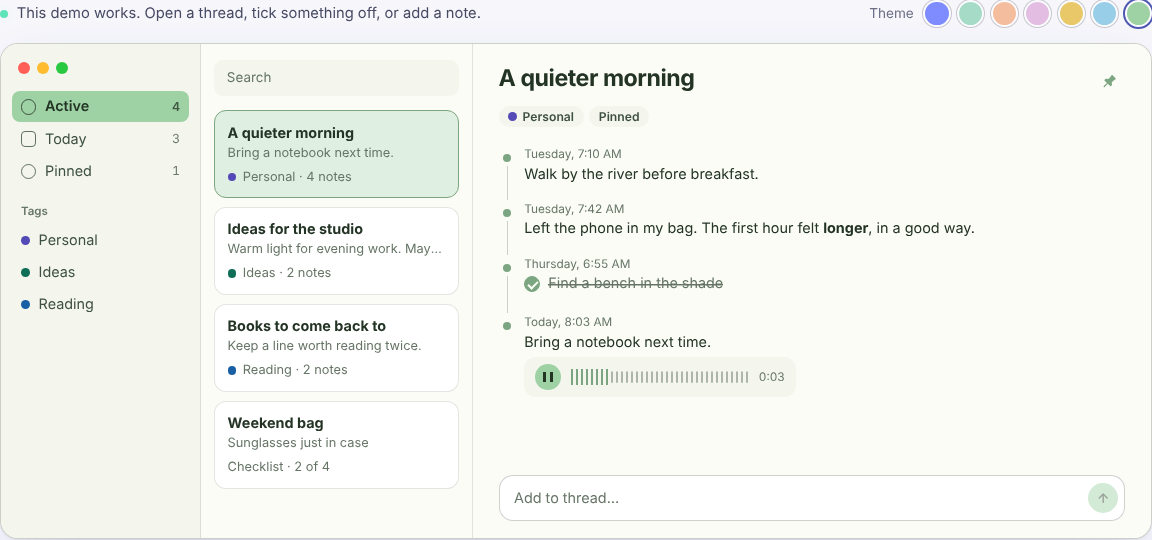 This demo works. Open a thread, tick something off, or add a note.
Theme
Active 4
Today 3
Pinned 1
Tags
Personal
Ideas
Reading
Search
A quieter morning
Bring a notebook next time.
Personal · 4 notes
Ideas for the studio
Warm light for evening work. May...
Ideas · 2 notes
Books to come back to
Keep a line worth reading twice.
Reading · 2 notes
Weekend bag
Sunglasses just in case
Checklist · 2 of 4
A quieter morning
Personal Pinned
Tuesday, 7:10 AM
Walk by the river before breakfast.
Tuesday, 7:42 AM
Left the phone in my bag. The first hour felt longer, in a good way.
Thursday, 6:55 AM
Find a bench in the shade
Today, 8:03 AM
Bring a notebook next time.
0:03
Add to thread...